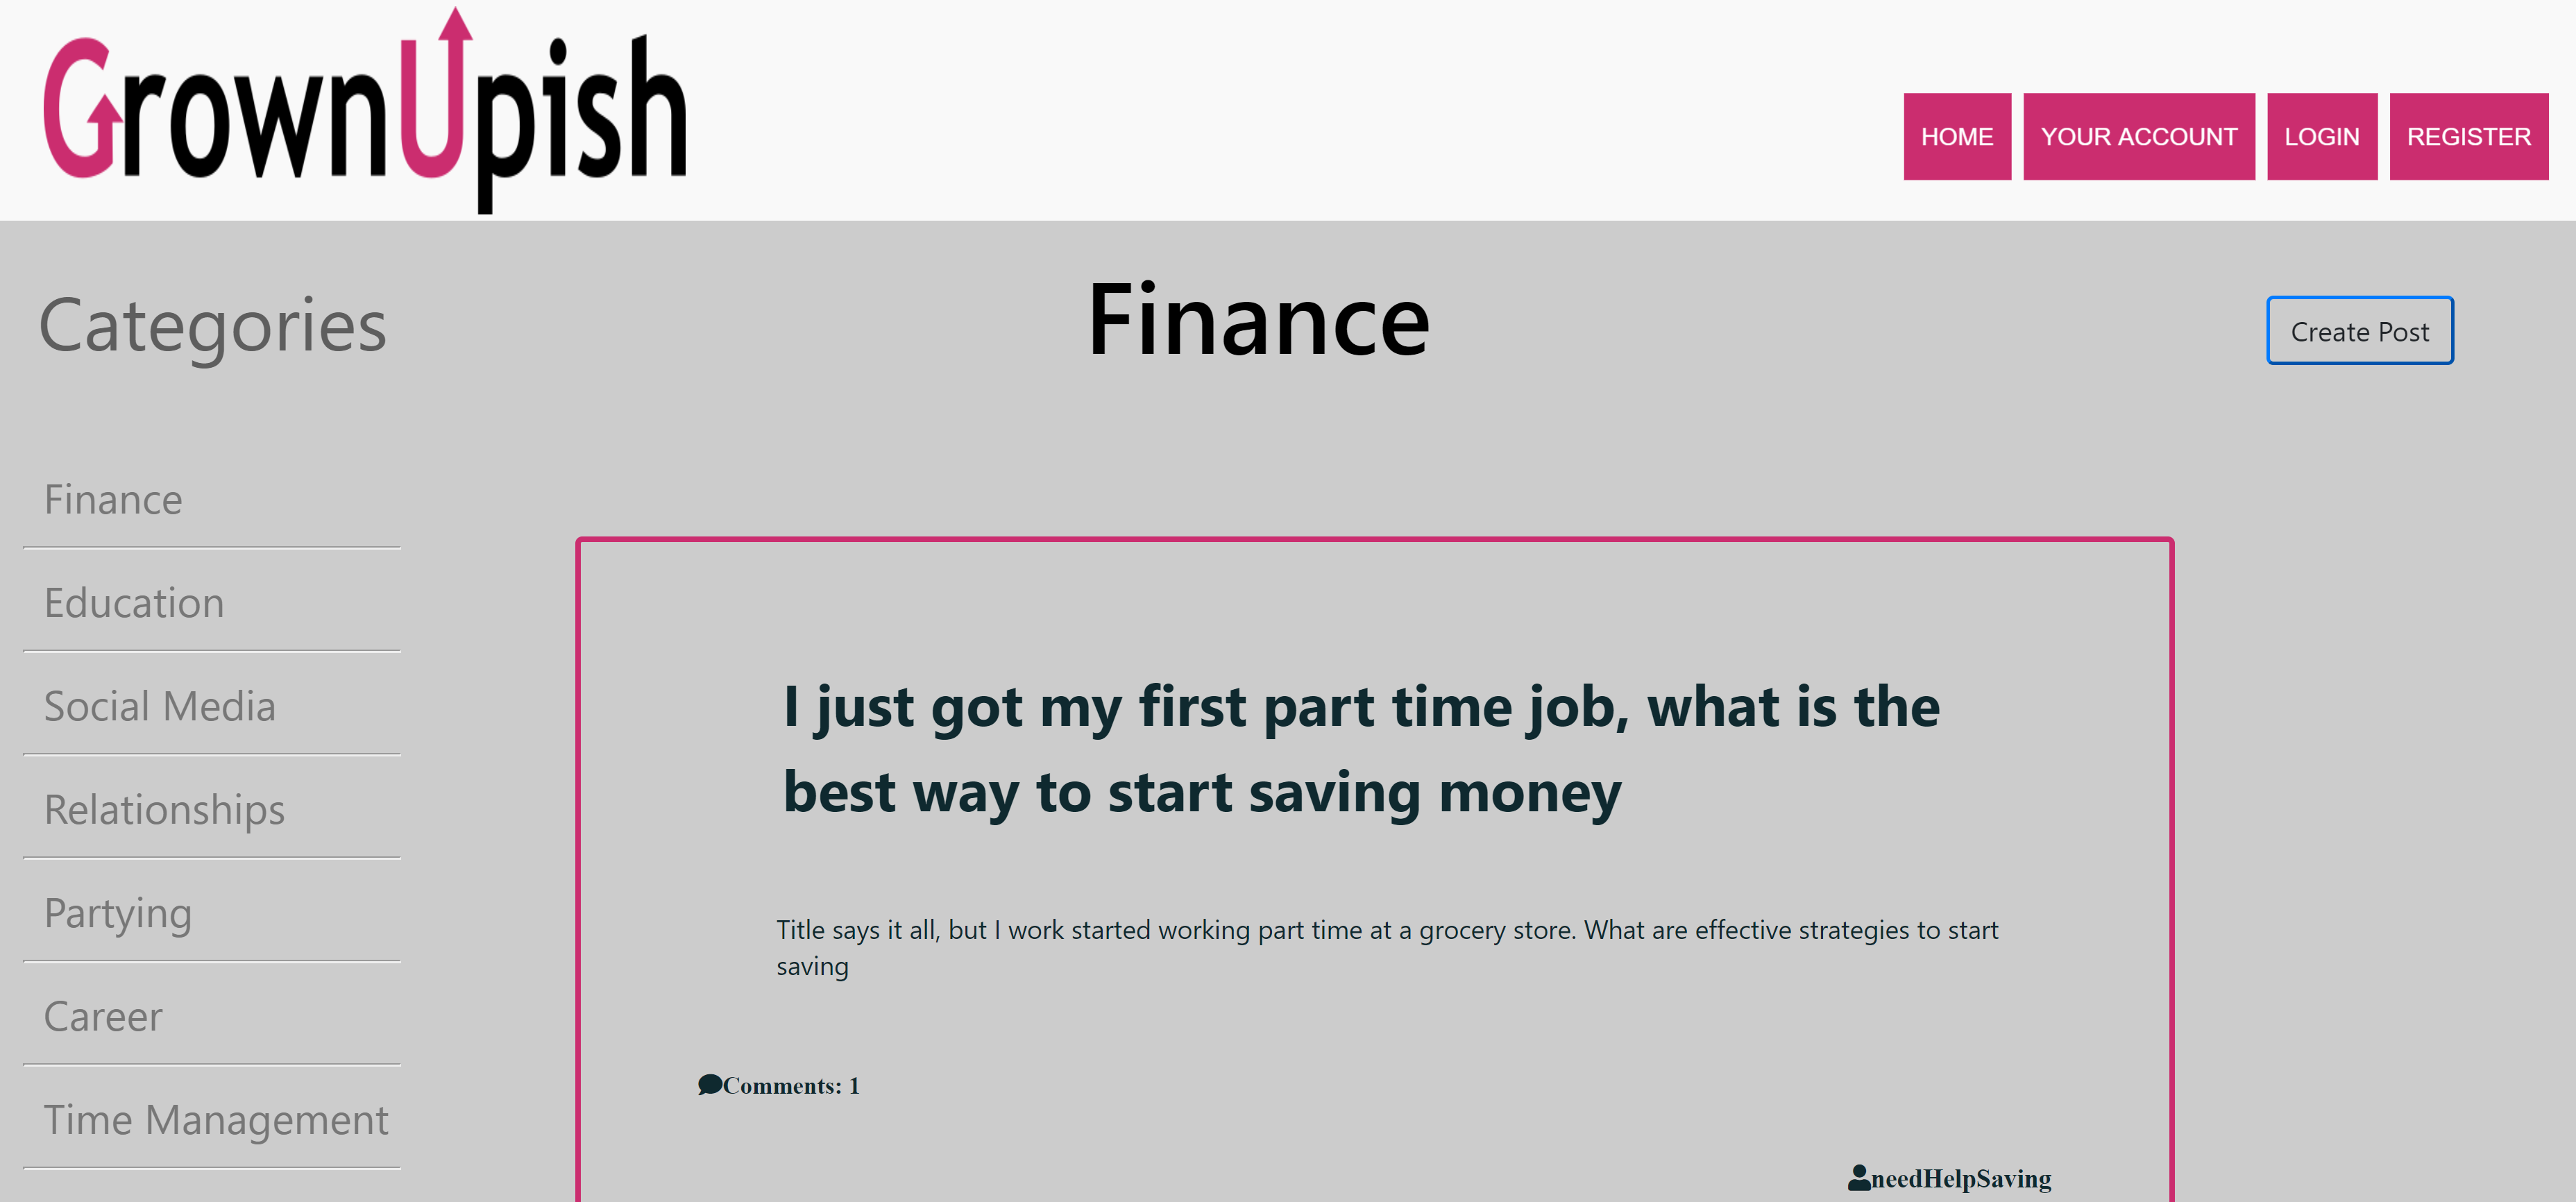 GrownUpish
HOME
YOUR ACCOUNT
LOGIN
REGISTER
Categories
Finance
Create Post
Finance
Education
Social Media
Relationships
Partying
Career
Time Management
I just got my first part time job, what is the
best way to start saving money
Title says it all, but I work started working part time at a grocery store. What are effective strategies to start
saving
Comments: 1
needHelpSaving